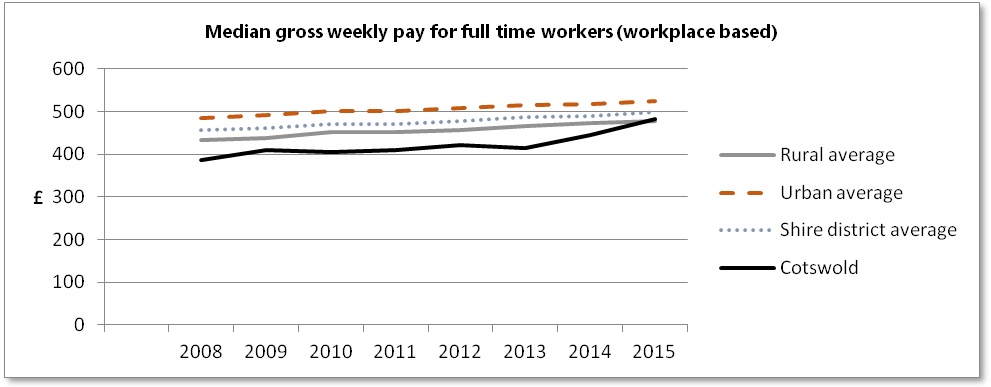 Median gross weekly pay for full time workers (workplace based)
600
500
400
300
200
100
0
£
2008 2009 2010 2011 2012 2013 2014 2015
Rural average
Urban average
Shire district average
Cotswold